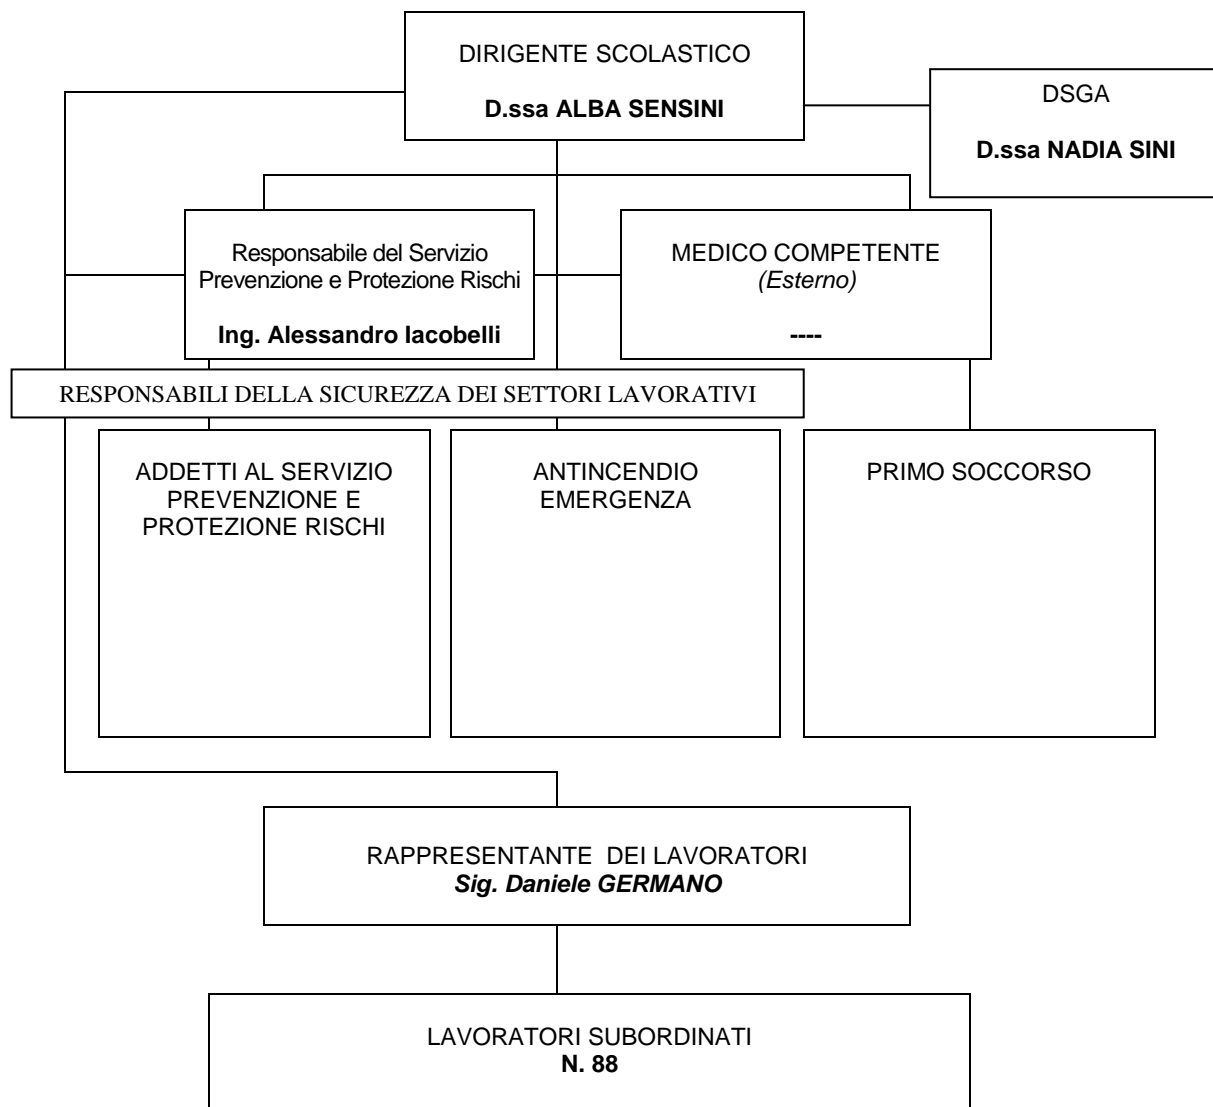 DIRIGENTE SCOLASTICO
D.ssa ALBA SENSINI
DSGA
D.ssa NADIA SINI
Responsabile del Servizio
Prevenzione e Protezione Rischi
Ing. Alessandro Iacobelli
MEDICO COMPETENTE
(Esterno)
----
RESPONSABILI DELLA SICUREZZA DEI SETTORI LAVORATIVI
ADDETTI AL SERVIZIO
PREVENZIONE E
PROTEZIONE RISCHI
ANTINCENDIO
EMERGENZA
PRIMO SOCCORSO
RAPPRESENTANTE  DEI LAVORATORI
Sig. Daniele GERMANO
LAVORATORI SUBORDINATI
N. 88